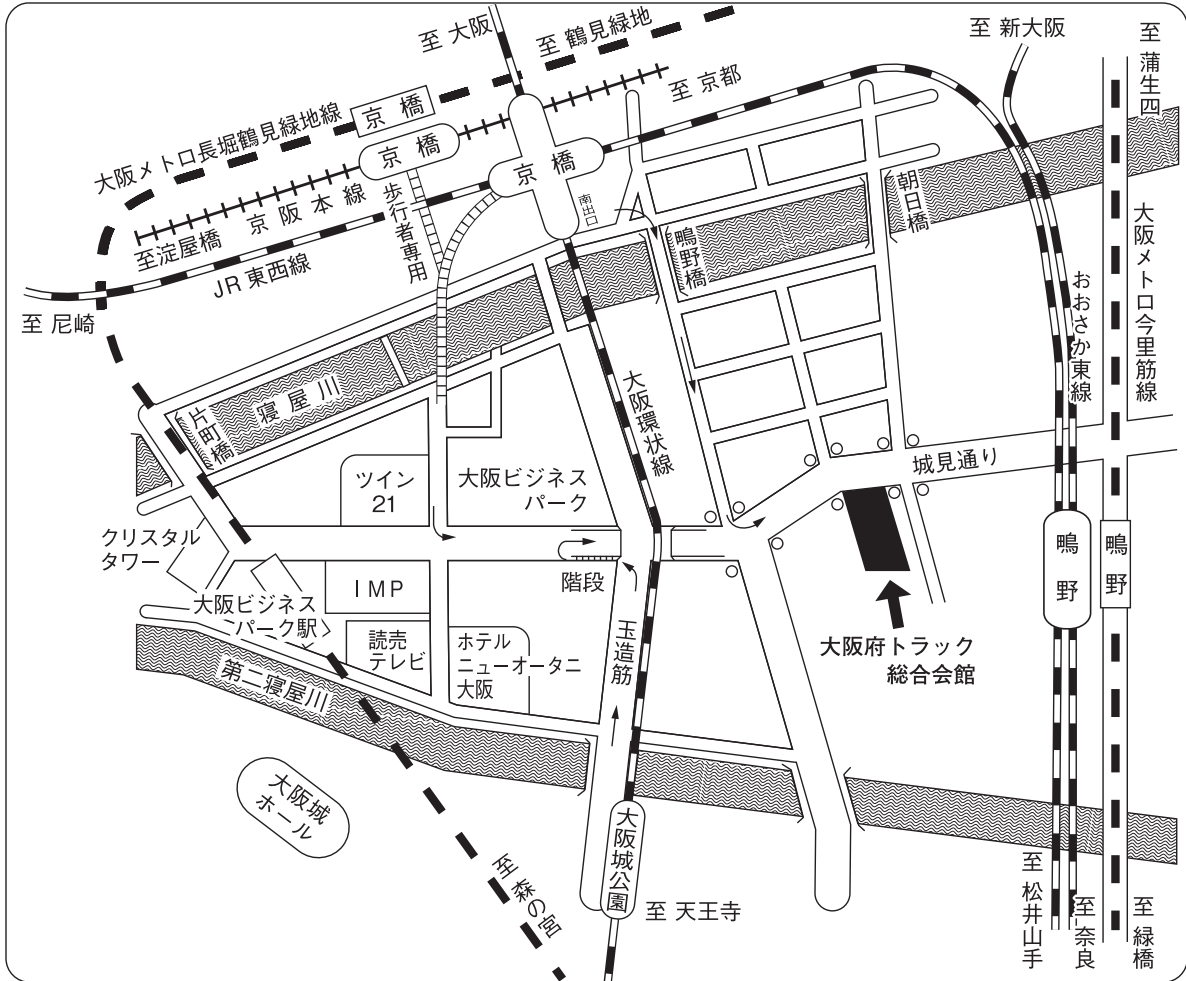 至 大阪
至 鶴見緑地
至 新大阪
至 蒲生四
大阪メトロ長堀鶴見緑地線
京橋
京橋
至 京都
京橋
南出口
京阪本線
至淀屋橋
歩行者専用
JR東西線
至 尼崎
鴫野橋
朝日橋
おおさか東線
大阪メトロ今里筋線
寝屋川
片町橋
大阪環状線
城見通り
ツイン
21
大阪ビジネス
パーク
クリスタル
タワー
階段
IMP
大阪ビジネス
パーク駅
読売
テレビ
ホテル
ニューオータニ
大阪
玉造筋
鴫野
鴫野
大阪府トラック
総合会館
第二寝屋川
大阪城
ホール
大阪城公園
至 森の宮
至 天王寺
至 松井山手
至 奈良
至 緑橋